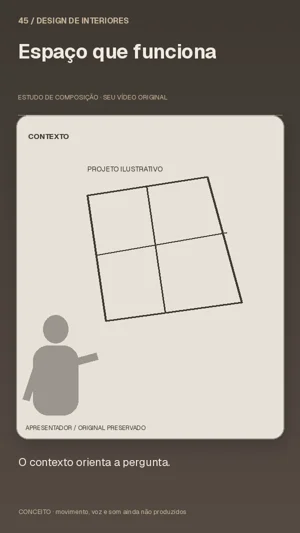 45 / DESIGN DE INTERIORES
Espaço que funciona
ESTUDO DE COMPOSIÇÃO · SEU VÍDEO ORIGINAL
CONTEXTO
PROJETO ILUSTRATIVO
APRESENTADOR / ORIGINAL PRESERVADO
O contexto orienta a pergunta.
CONCEITO · movimento, voz e som ainda não produzidos